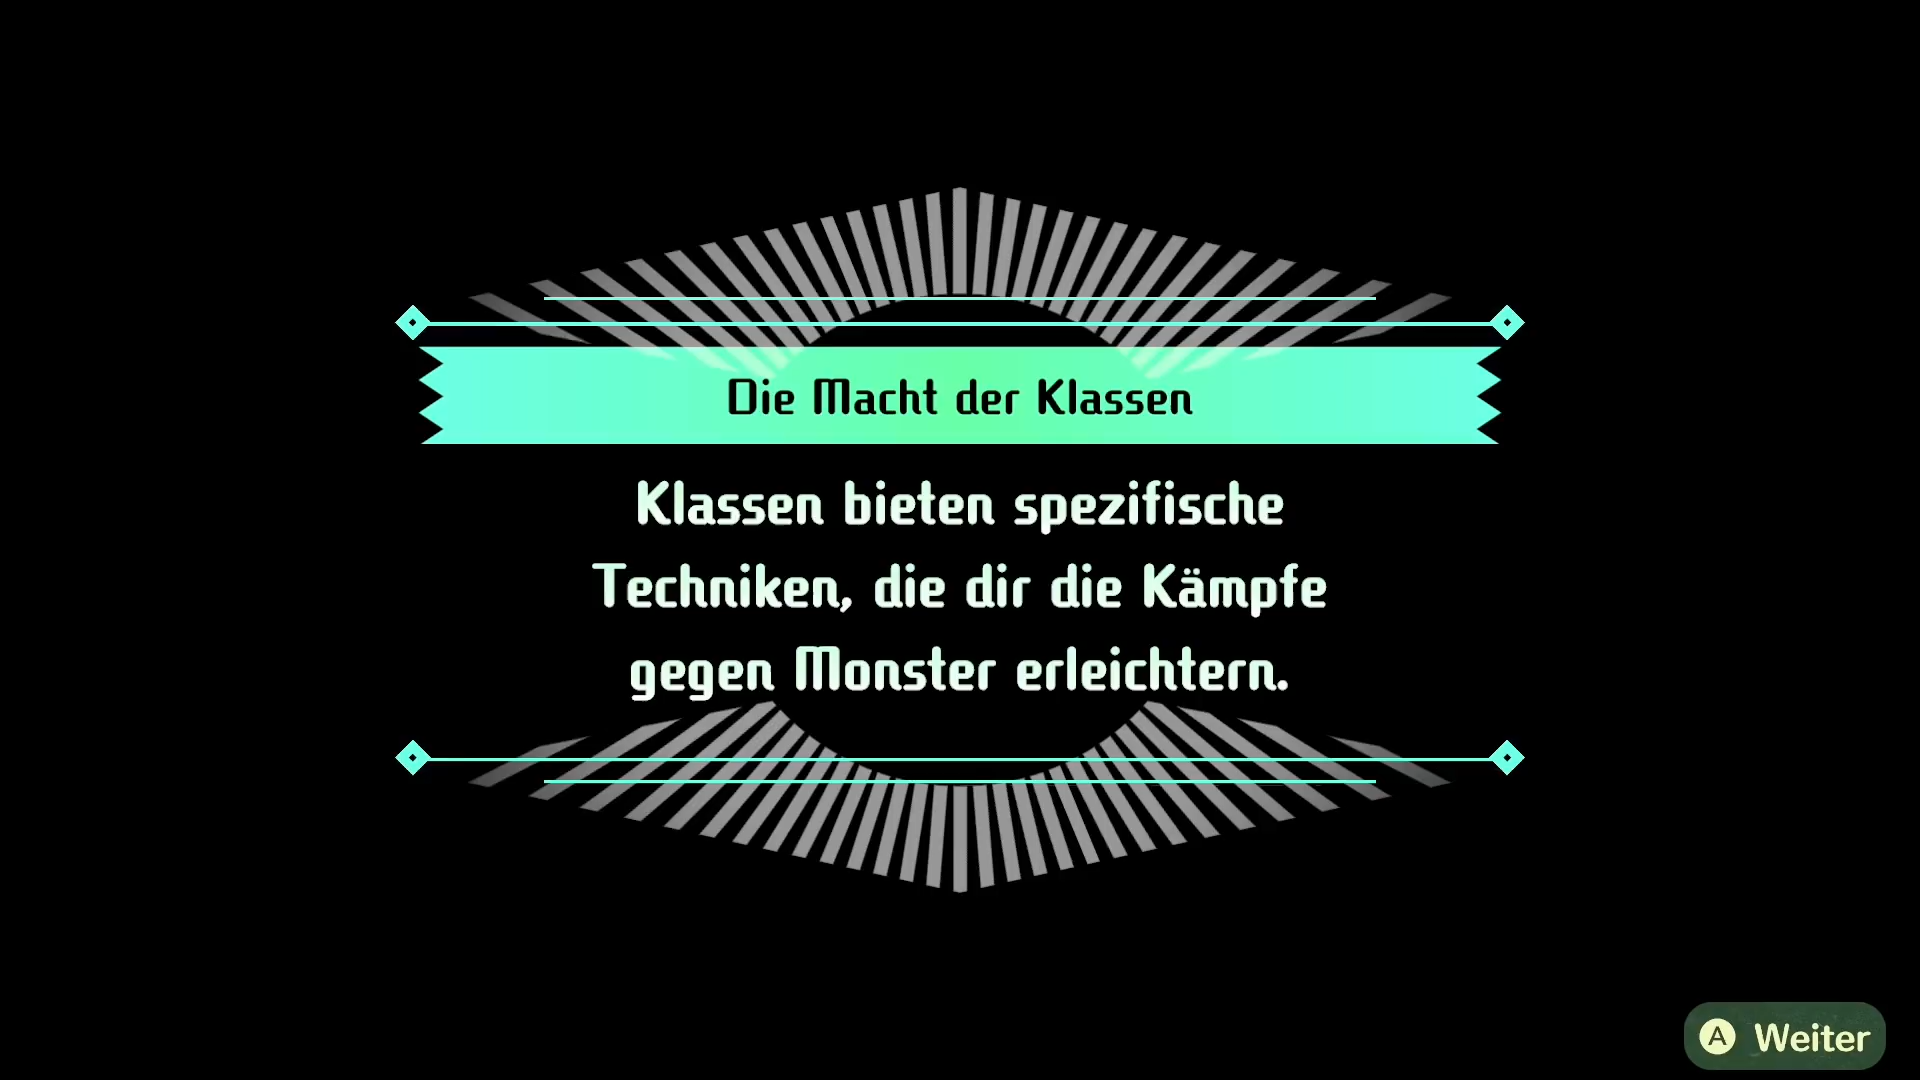 Die Macht der Klassen
Klassen bieten spezifische
Techniken, die dir die Kämpfe
gegen Monster erleichtern.
A Weiter